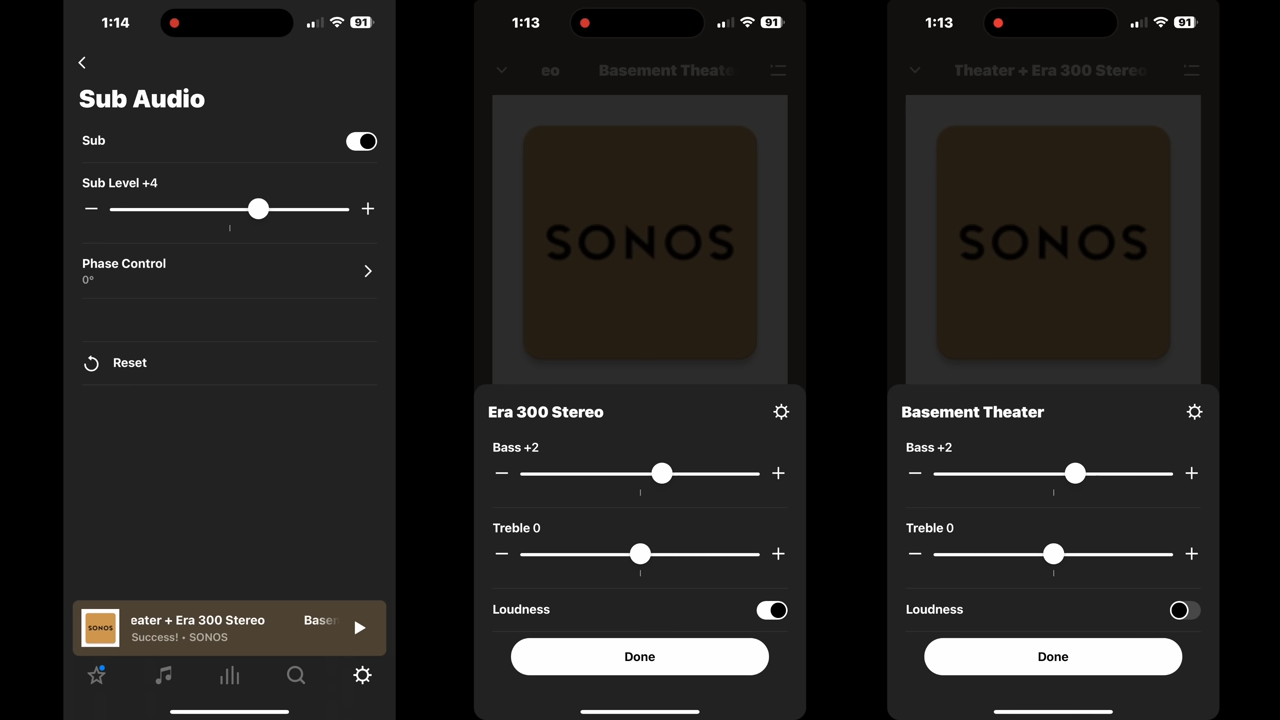 1:14
91
Sub Audio
Sub
Sub Level +4
Phase Control
0°
Reset
SONOS
eater + Era 300 Stereo Basen
Success! • SONOS
1:13
91
eo Basement Theate
SONOS
Era 300 Stereo
Bass +2
Treble 0
Loudness
Done
1:13
91
Theater + Era 300 Stereo
SONOS
Basement Theater
Bass +2
Treble 0
Loudness
Done